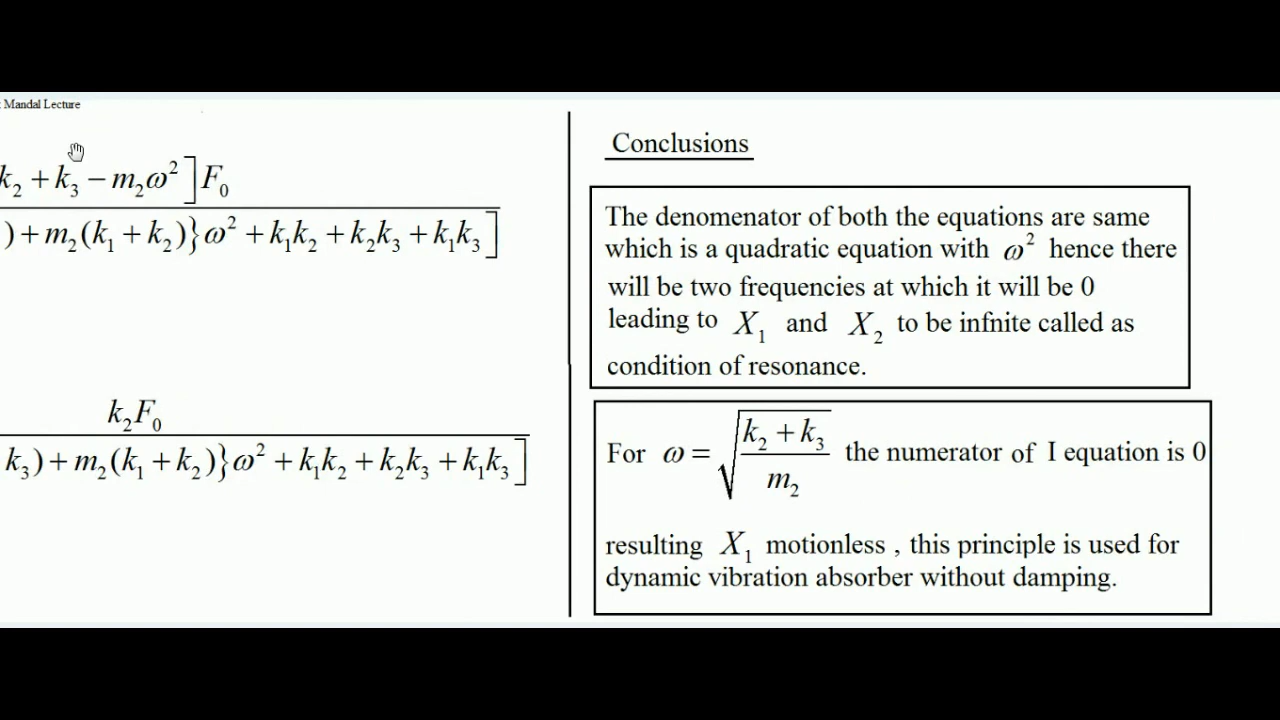 Mandal Lecture
k₂ + k₃ − m₂ω² ] F₀
) + m₂(k₁ + k₂)}ω² + k₁k₂ + k₂k₃ + k₁k₃ ]
k₂F₀
k₃) + m₂(k₁ + k₂)}ω² + k₁k₂ + k₂k₃ + k₁k₃ ]
Conclusions
The denomenator of both the equations are same
which is a quadratic equation with ω² hence there
will be two frequencies at which it will be 0
leading to X₁ and X₂ to be infnite called as
condition of resonance.
For ω = √((k₂ + k₃)/m₂) the numerator of I equation is 0
resulting X₁ motionless , this principle is used for
dynamic vibration absorber without damping.